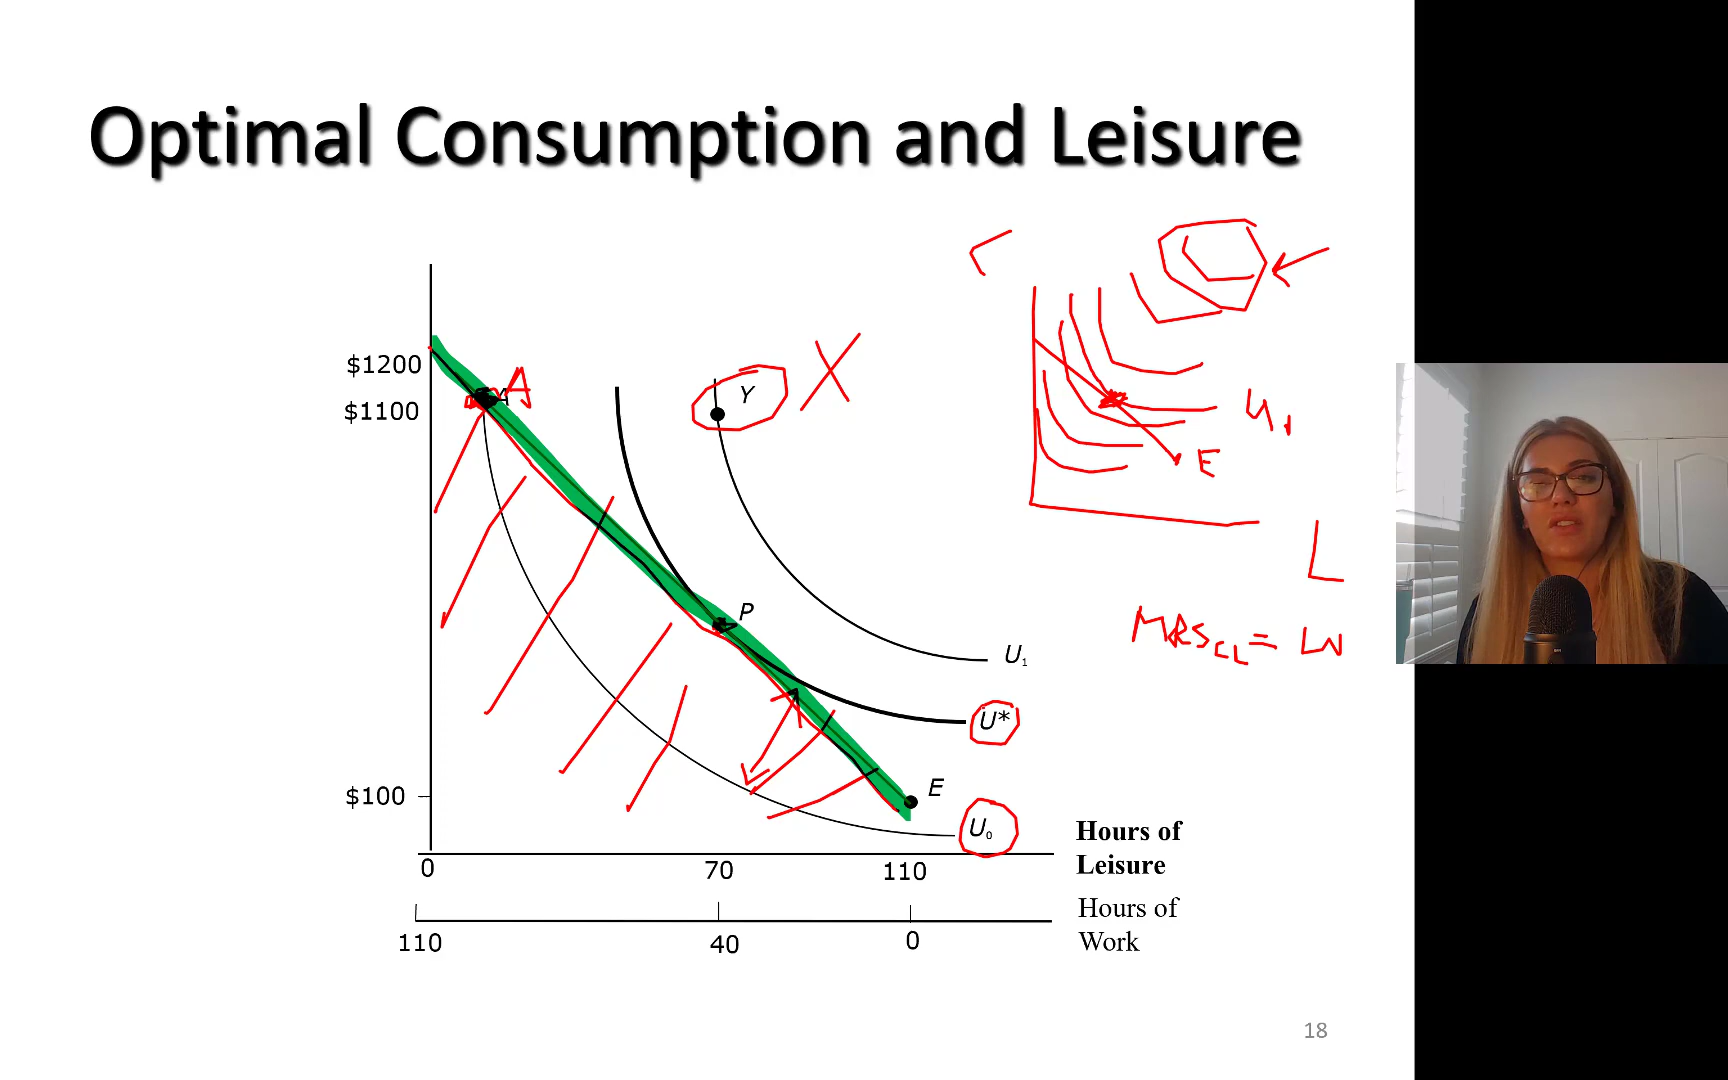 Optimal Consumption and Leisure
$1200
$1100
$100
A
A
Y
X
P
E
U₁
U*
U₀
0 70 110
Hours of
Leisure
110 40 0
Hours of
Work
C
U₁
E
L
MRS_CL = W
18